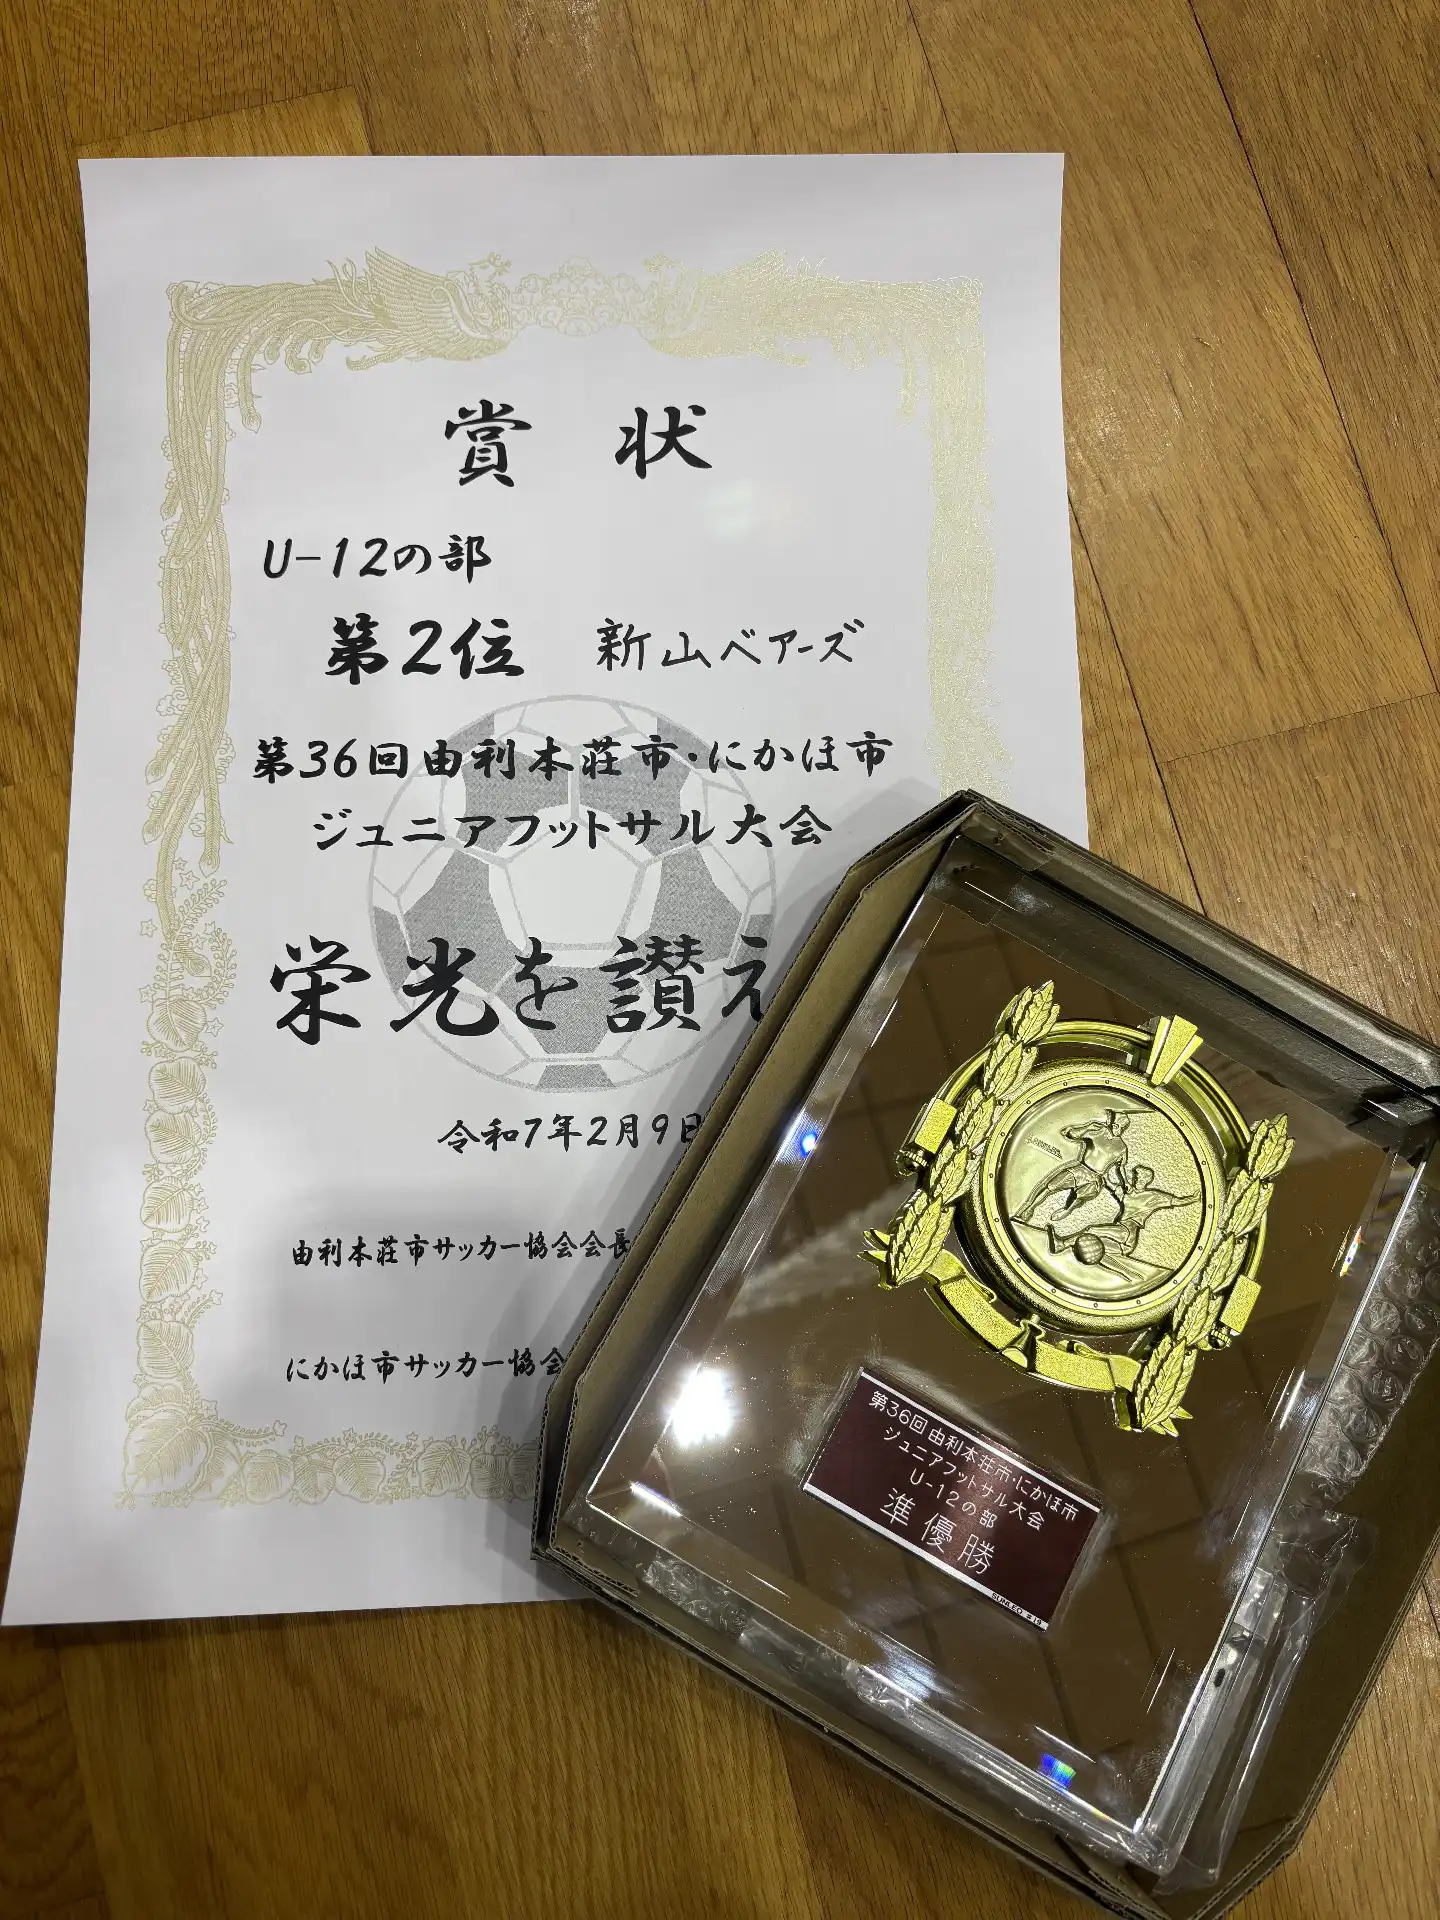 賞状
U-12の部
第2位 新山ベアーズ
第36回由利本荘市・にかほ市
ジュニアフットサル大会
栄光を讃え
令和7年2月9日
由利本荘市サッカー協会会長
にかほ市サッカー協会
第36回由利本荘市・にかほ市
ジュニアフットサル大会
U-12の部
準優勝